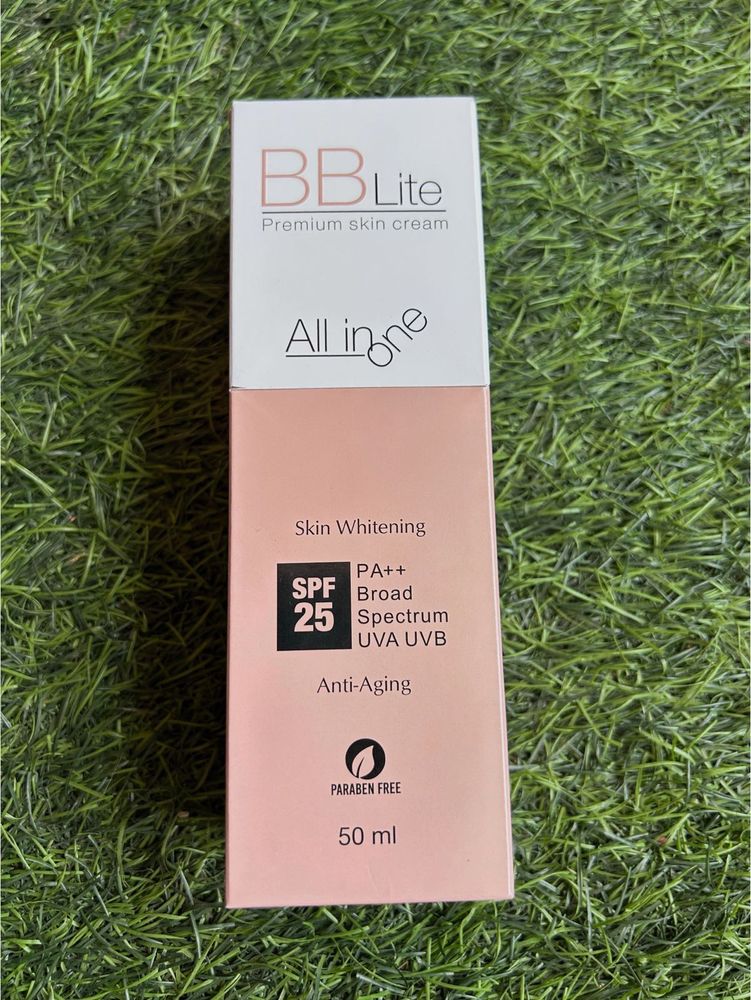 BB Lite
Premium skin cream
All in one
Skin Whitening
SPF
25
PA++
Broad
Spectrum
UVA UVB
Anti-Aging
PARABEN FREE
50 ml